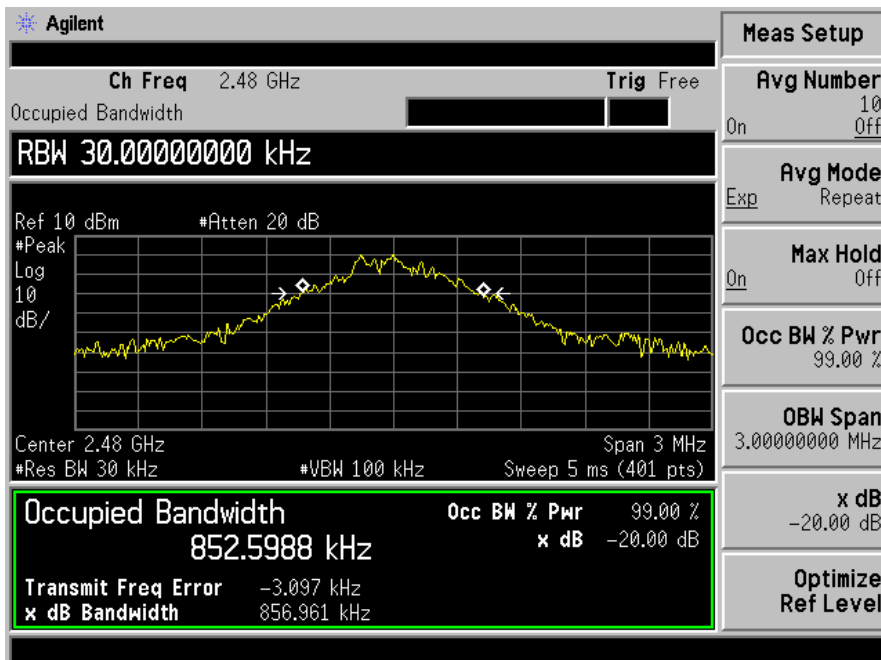 Agilent
Ch Freq 2.48 GHz Trig Free
Occupied Bandwidth
RBW 30.00000000 kHz
Ref 10 dBm #Atten 20 dB
#Peak
Log
10
dB/
Center 2.48 GHz Span 3 MHz
#Res BW 30 kHz #VBW 100 kHz Sweep 5 ms (401 pts)
Occupied Bandwidth Occ BW % Pwr 99.00 %
852.5988 kHz x dB -20.00 dB
Transmit Freq Error -3.097 kHz
x dB Bandwidth 856.961 kHz
Meas Setup
Avg Number
10
On Off
Avg Mode
Exp Repeat
Max Hold
On Off
Occ BW % Pwr
99.00 %
OBW Span
3.00000000 MHz
x dB
-20.00 dB
Optimize
Ref Level